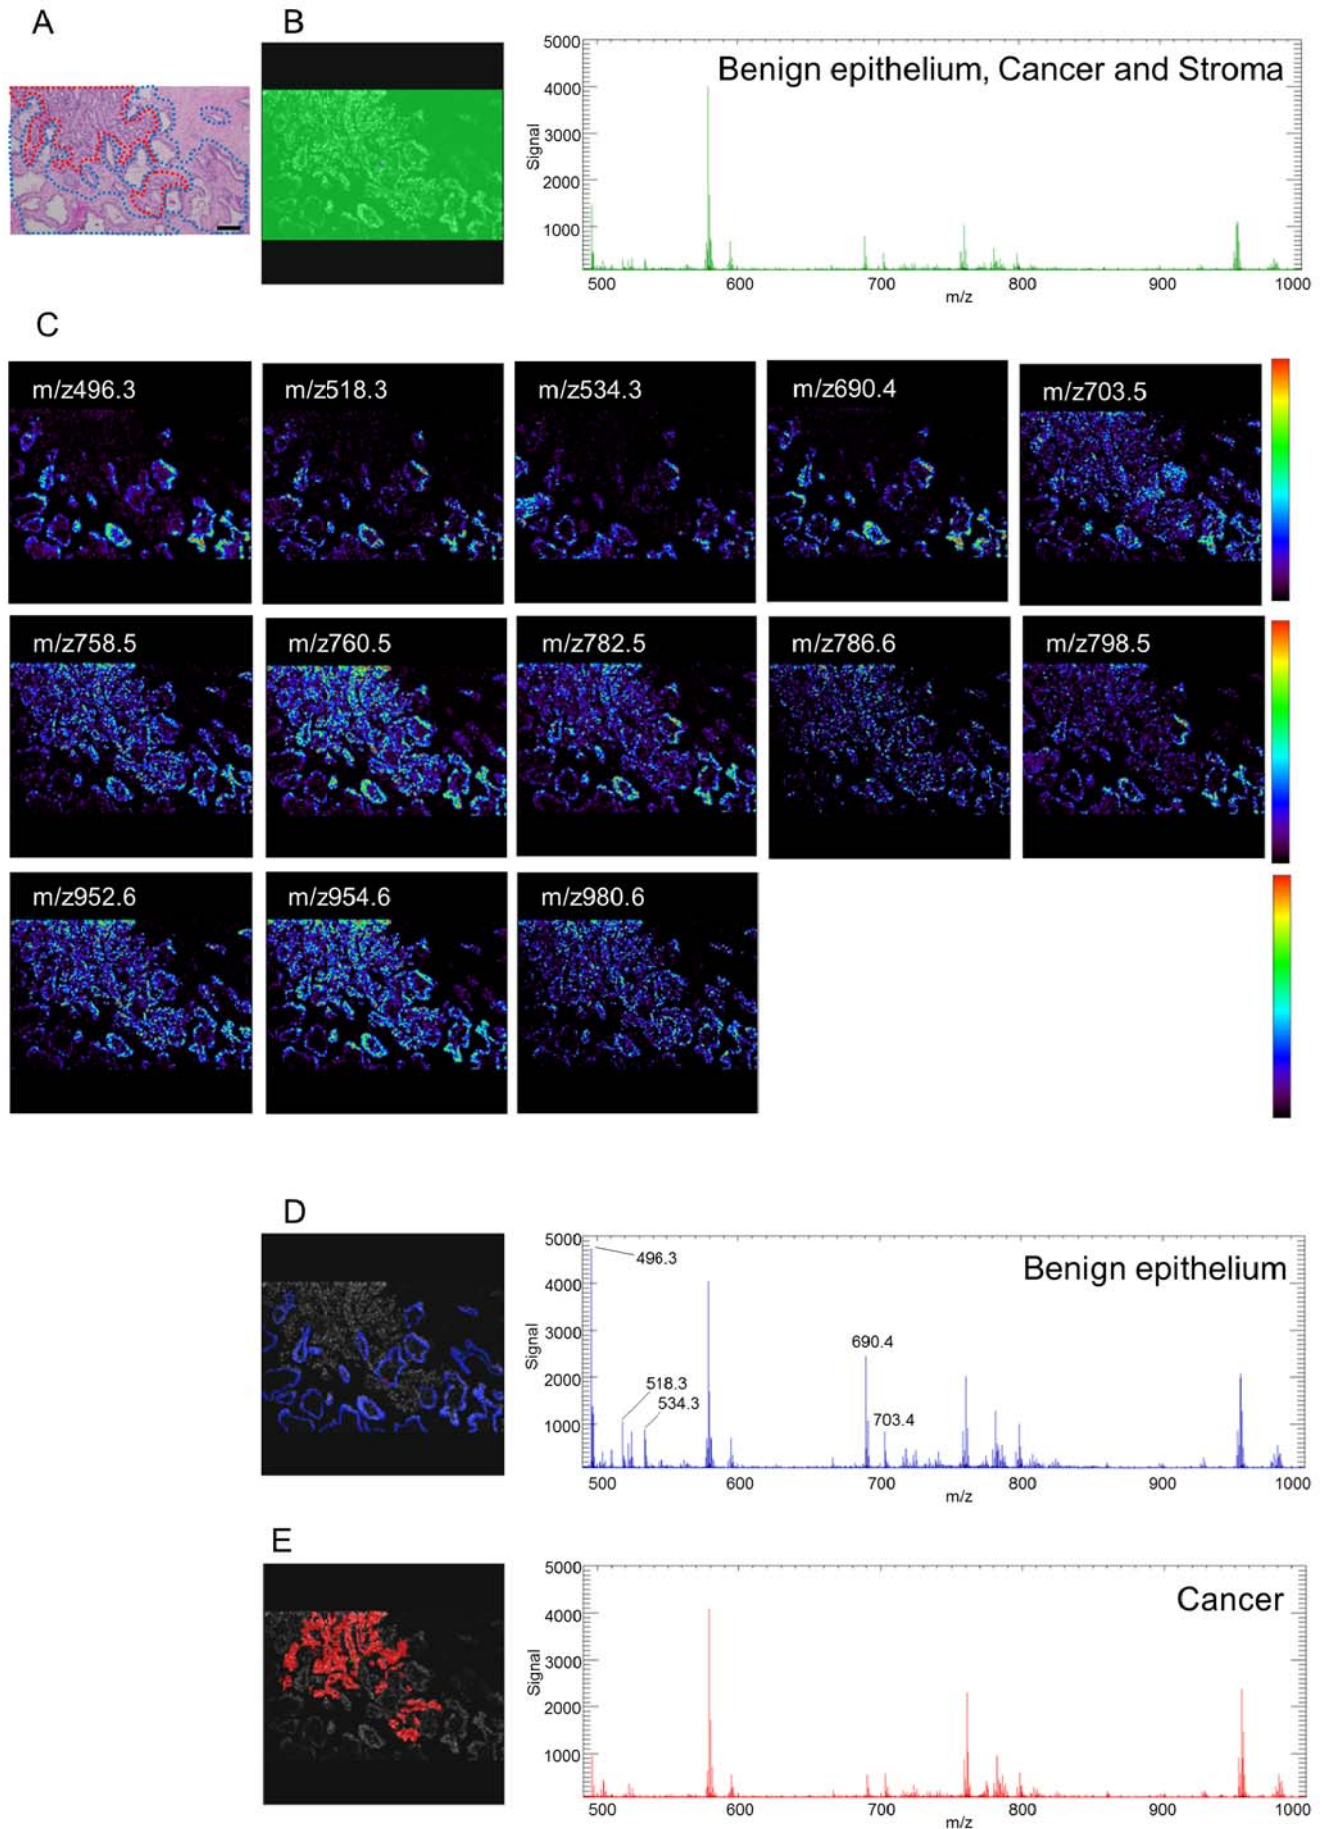 A
B
Benign epithelium, Cancer and Stroma
5000
4000
3000
2000
1000
Signal
500 600 700 800 900 1000
m/z
C
m/z496.3 m/z518.3 m/z534.3 m/z690.4 m/z703.5
m/z758.5 m/z760.5 m/z782.5 m/z786.6 m/z798.5
m/z952.6 m/z954.6 m/z980.6
D
Benign epithelium
5000
4000
3000
2000
1000
Signal
496.3
518.3
534.3
690.4
703.4
500 600 700 800 900 1000
m/z
E
Cancer
5000
4000
3000
2000
1000
Signal
500 600 700 800 900 1000
m/z